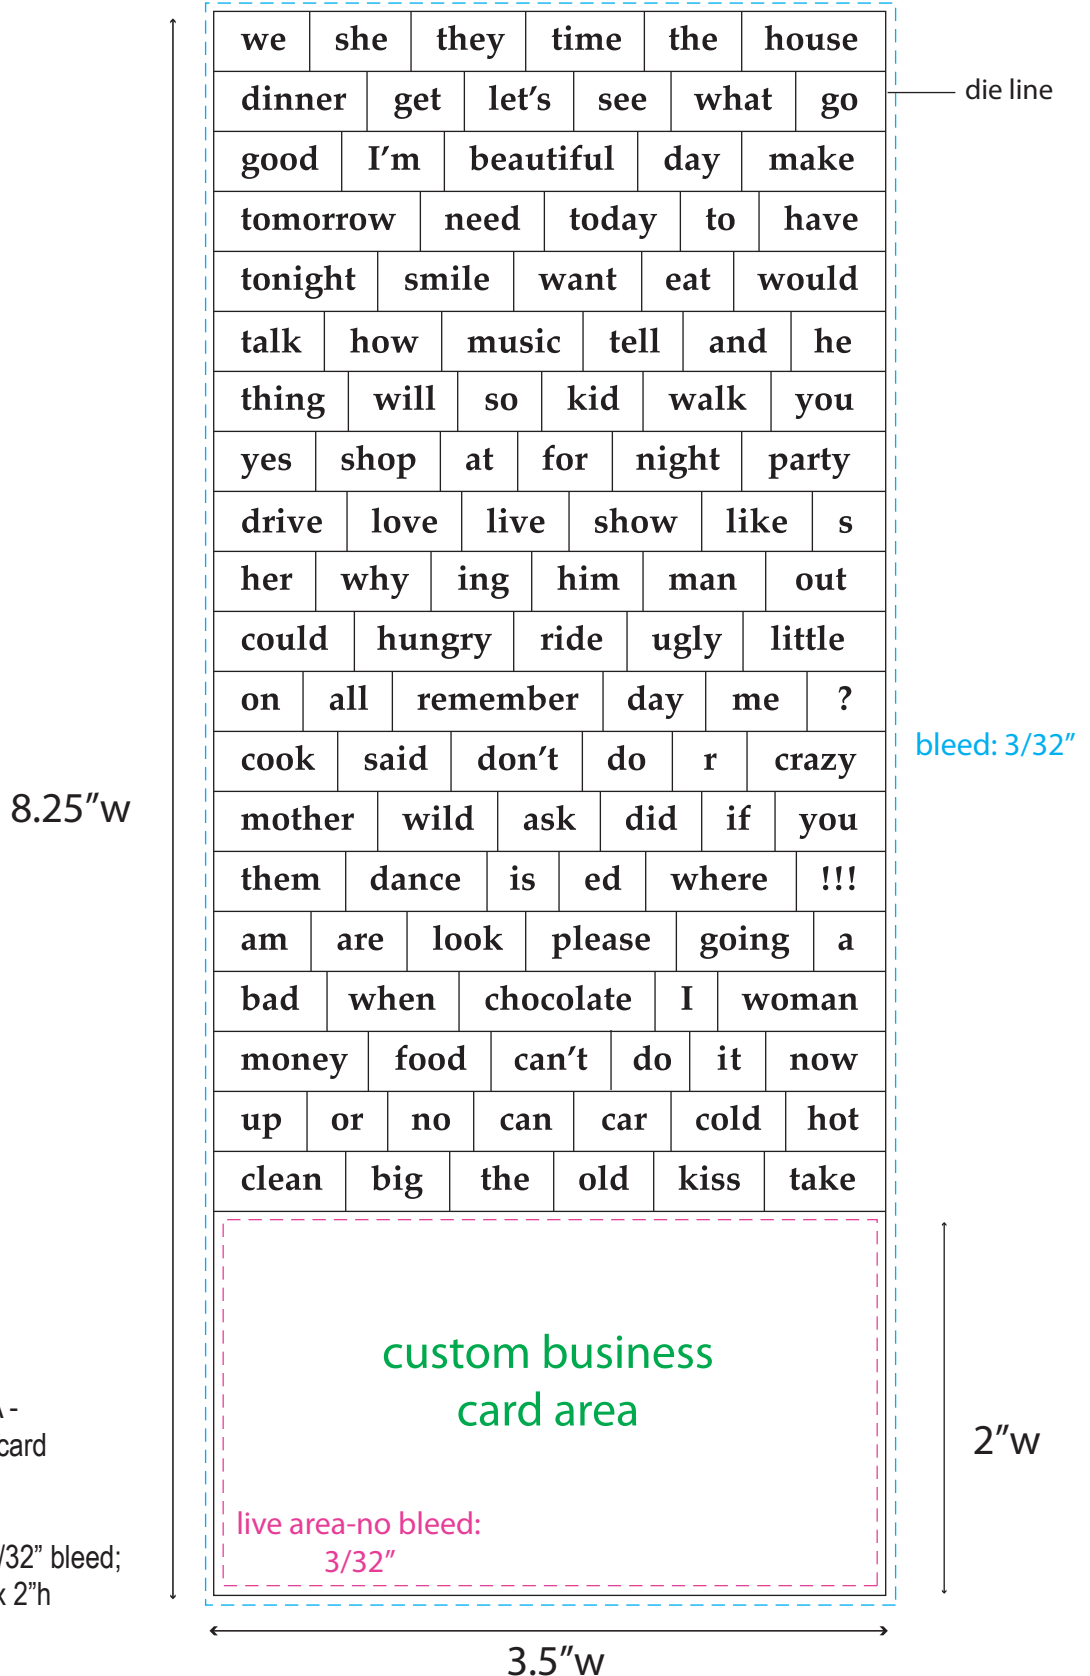 we she they time the house
dinner get let’s see what go
die line
good I’m beautiful day make
tomorrow need today to have
tonight smile want eat would
talk how music tell and he
thing will so kid walk you
yes shop at for night party
drive love live show like s
her why ing him man out
could hungry ride ugly little
on all remember day me ?
bleed: 3/32”
cook said don’t do r crazy
8.25”w
mother wild ask did if you
them dance is ed where !!!
am are look please going a
bad when chocolate I woman
money food can’t do it now
up or no can car cold hot
clean big the old kiss take
custom business
card area
A -
card
2”w
live area-no bleed:
3/32”
/32” bleed;
x 2”h
3.5”w